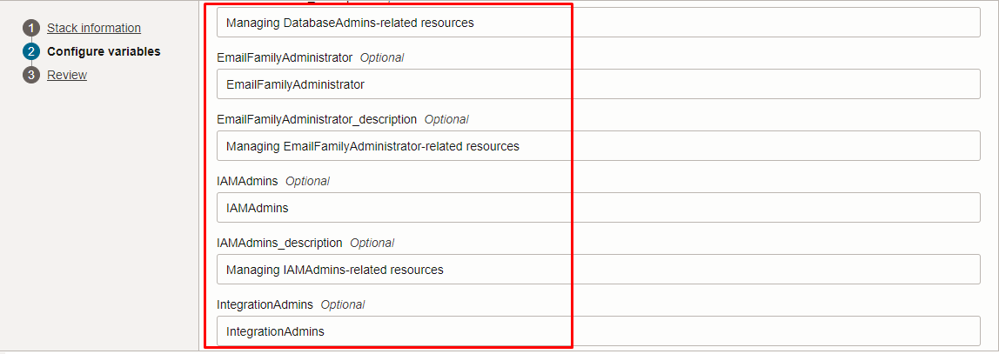 1 Stack information
2 Configure variables
3 Review
Managing DatabaseAdmins-related resources
EmailFamilyAdministrator Optional
EmailFamilyAdministrator
EmailFamilyAdministrator_description Optional
Managing EmailFamilyAdministrator-related resources
IAMAdmins Optional
IAMAdmins
IAMAdmins_description Optional
Managing IAMAdmins-related resources
IntegrationAdmins Optional
IntegrationAdmins